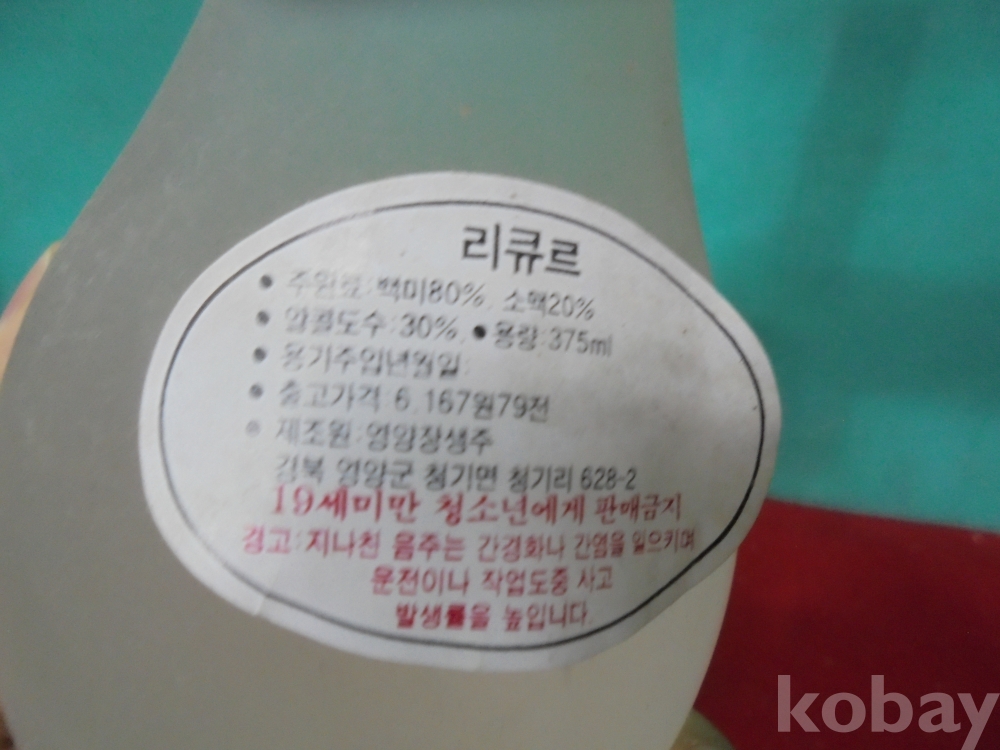 리큐르
• 주원료:백미80%, 소맥20%
• 알콜도수:30%, • 용량:375ml
• 용기주입년월일:
• 출고가격:6,167원79전
• 제조원:영양장생주
경북 영양군 청기면 청기리 628-2
19세미만 청소년에게 판매금지
경고:지나친 음주는 간경화나 간염을 일으키며
운전이나 작업도중 사고
발생률을 높입니다.
kobay